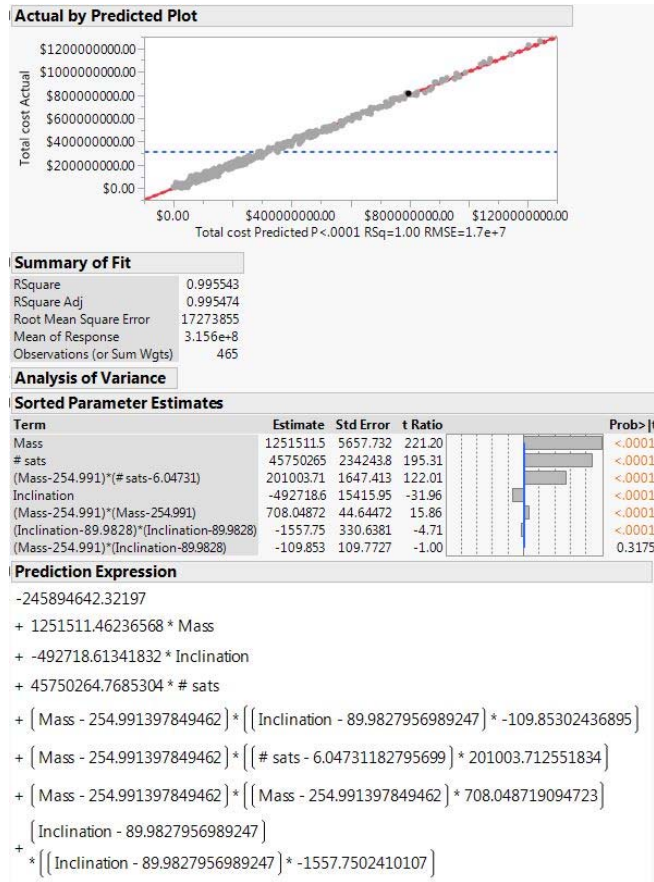 Actual by Predicted Plot
Total cost Actual
$1200000000.00
$1000000000.00
$800000000.00
$600000000.00
$400000000.00
$200000000.00
$0.00
$0.00 $400000000.00 $800000000.00 $1200000000.00
Total cost Predicted P<.0001 RSq=1.00 RMSE=1.7e+7
Summary of Fit
RSquare 0.995543
RSquare Adj 0.995474
Root Mean Square Error 17273855
Mean of Response 3.156e+8
Observations (or Sum Wgts) 465
Analysis of Variance
Sorted Parameter Estimates
Term Estimate Std Error t Ratio Prob>|t
Mass 1251511.5 5657.732 221.20 <.0001
# sats 45750265 234243.8 195.31 <.0001
(Mass-254.991)*(# sats-6.04731) 201003.71 1647.413 122.01 <.0001
Inclination -492718.6 15415.95 -31.96 <.0001
(Mass-254.991)*(Mass-254.991) 708.04872 44.64472 15.86 <.0001
(Inclination-89.9828)*(Inclination-89.9828) -1557.75 330.6381 -4.71 <.0001
(Mass-254.991)*(Inclination-89.9828) -109.853 109.7727 -1.00 0.3175
Prediction Expression
-245894642.32197
+ 1251511.46236568 * Mass
+ -492718.61341832 * Inclination
+ 45750264.7685304 * # sats
+ (Mass - 254.991397849462) * ((Inclination - 89.9827956989247) * -109.85302436895)
+ (Mass - 254.991397849462) * ((# sats - 6.04731182795699) * 201003.712551834)
+ (Mass - 254.991397849462) * ((Mass - 254.991397849462) * 708.048719094723)
+ (Inclination - 89.9827956989247)
* ((Inclination - 89.9827956989247) * -1557.7502410107)